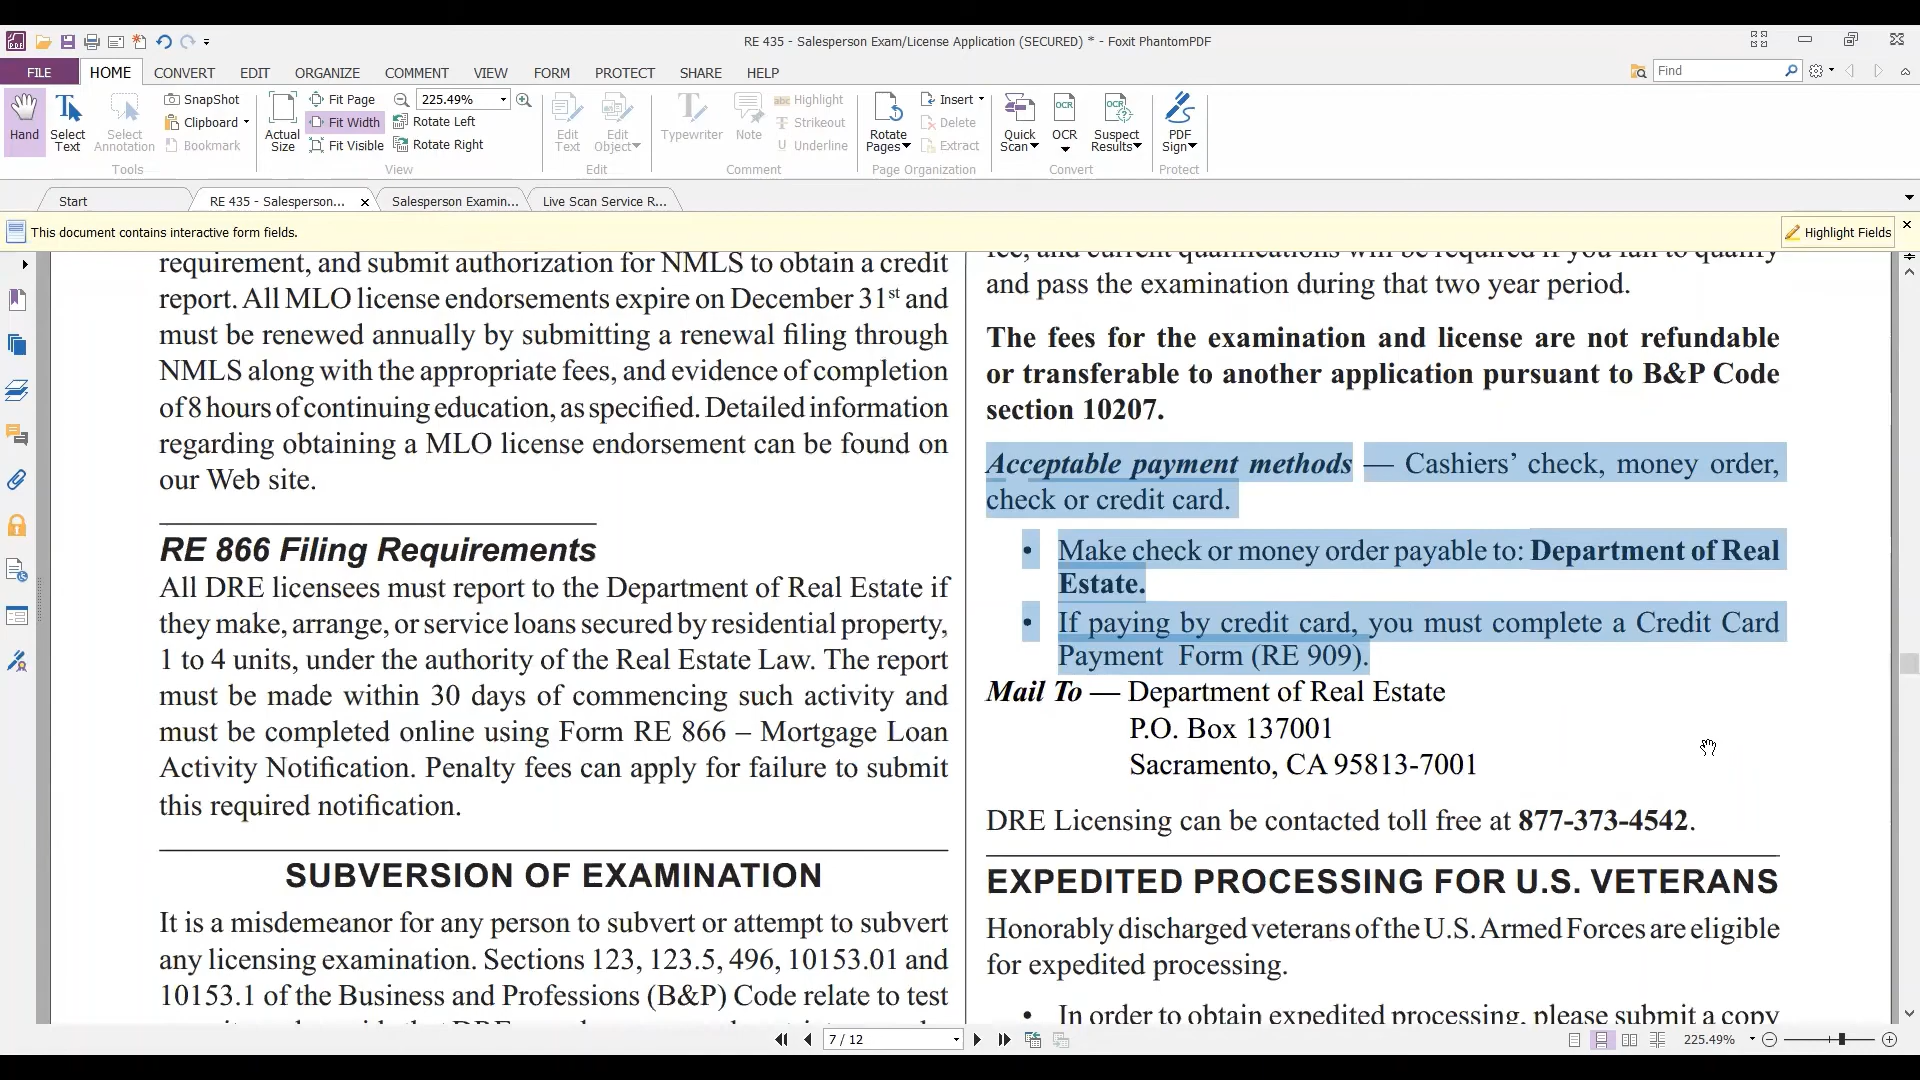 RE 435 - Salesperson Exam/License Application (SECURED) * - Foxit PhantomPDF
FILE
HOME
CONVERT
EDIT
ORGANIZE
COMMENT
VIEW
FORM
PROTECT
SHARE
HELP
Find
Hand
Select
Text
Select
Annotation
SnapShot
Clipboard
Bookmark
Tools
Actual
Size
Fit Page
Fit Width
Fit Visible
225.49%
Rotate Left
Rotate Right
View
Edit
Text
Edit
Object
Edit
Typewriter
Note
Highlight
Strikeout
Underline
Comment
Rotate
Pages
Insert
Delete
Extract
Page Organization
Quick
Scan
OCR
OCR
OCR
Suspect
Results
Convert
PDF
Sign
Protect
Start
RE 435 - Salesperson...
Salesperson Examin...
Live Scan Service R...
This document contains interactive form fields.
Highlight Fields
requirement, and submit authorization for NMLS to obtain a credit
report. All MLO license endorsements expire on December 31st and
must be renewed annually by submitting a renewal filing through
NMLS along with the appropriate fees, and evidence of completion
of 8 hours of continuing education, as specified. Detailed information
regarding obtaining a MLO license endorsement can be found on
our Web site.
RE 866 Filing Requirements
All DRE licensees must report to the Department of Real Estate if
they make, arrange, or service loans secured by residential property,
1 to 4 units, under the authority of the Real Estate Law. The report
must be made within 30 days of commencing such activity and
must be completed online using Form RE 866 – Mortgage Loan
Activity Notification. Penalty fees can apply for failure to submit
this required notification.
SUBVERSION OF EXAMINATION
It is a misdemeanor for any person to subvert or attempt to subvert
any licensing examination. Sections 123, 123.5, 496, 10153.01 and
10153.1 of the Business and Professions (B&P) Code relate to test
fee, and current qualifications will be required if you fail to qualify
and pass the examination during that two year period.
The fees for the examination and license are not refundable
or transferable to another application pursuant to B&P Code
section 10207.
Acceptable payment methods — Cashiers’ check, money order,
check or credit card.
• Make check or money order payable to: Department of Real
Estate.
• If paying by credit card, you must complete a Credit Card
Payment Form (RE 909).
Mail To — Department of Real Estate
P.O. Box 137001
Sacramento, CA 95813-7001
DRE Licensing can be contacted toll free at 877-373-4542.
EXPEDITED PROCESSING FOR U.S. VETERANS
Honorably discharged veterans of the U.S. Armed Forces are eligible
for expedited processing.
• In order to obtain expedited processing, please submit a copy
7 / 12
225.49%